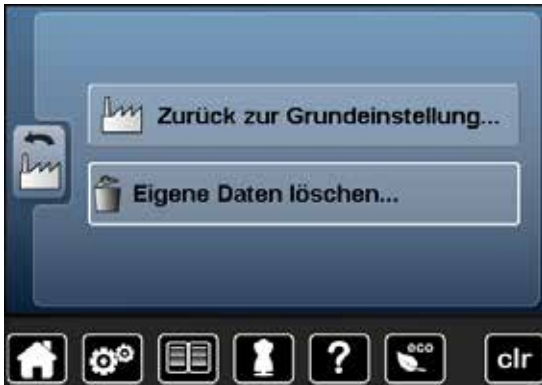 Zurück zur Grundeinstellung...
Eigene Daten löschen...
?
eco
clr